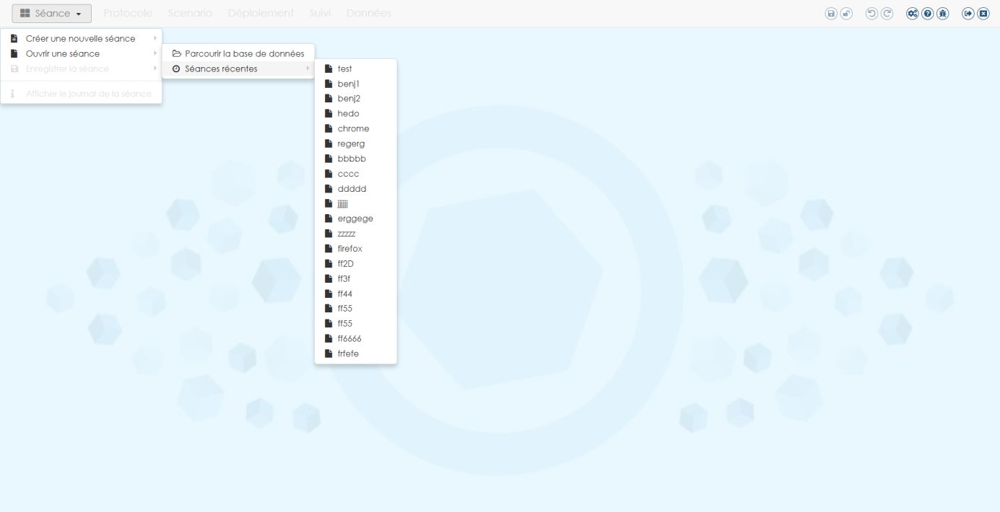 Séance Protocole Scenario Déploiement Suivi Données
Créer une nouvelle séance
Ouvrir une séance
Enregistrer la séance
Afficher le journal de la séance
Parcourir la base de données
Séances récentes
test
benj1
benj2
hedo
chrome
regerg
bbbbb
cccc
ddddd
jjjjjj
erggege
zzzzz
firefox
ff2D
ff3f
ff44
ff55
ff55
ff6666
frfefe